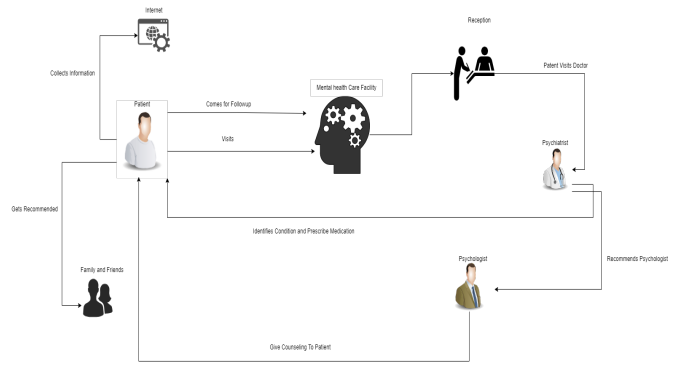 Internet
Reception
Collects Information
Patent Visits Doctor
Mental health Care Facility
Patient
Comes for Followup
Visits
Psychiatrist
Gets Recommended
Identifies Condition and Prescribe Medication
Psychologist
Recommends Psychologist
Family and Friends
Give Counseling To Patient